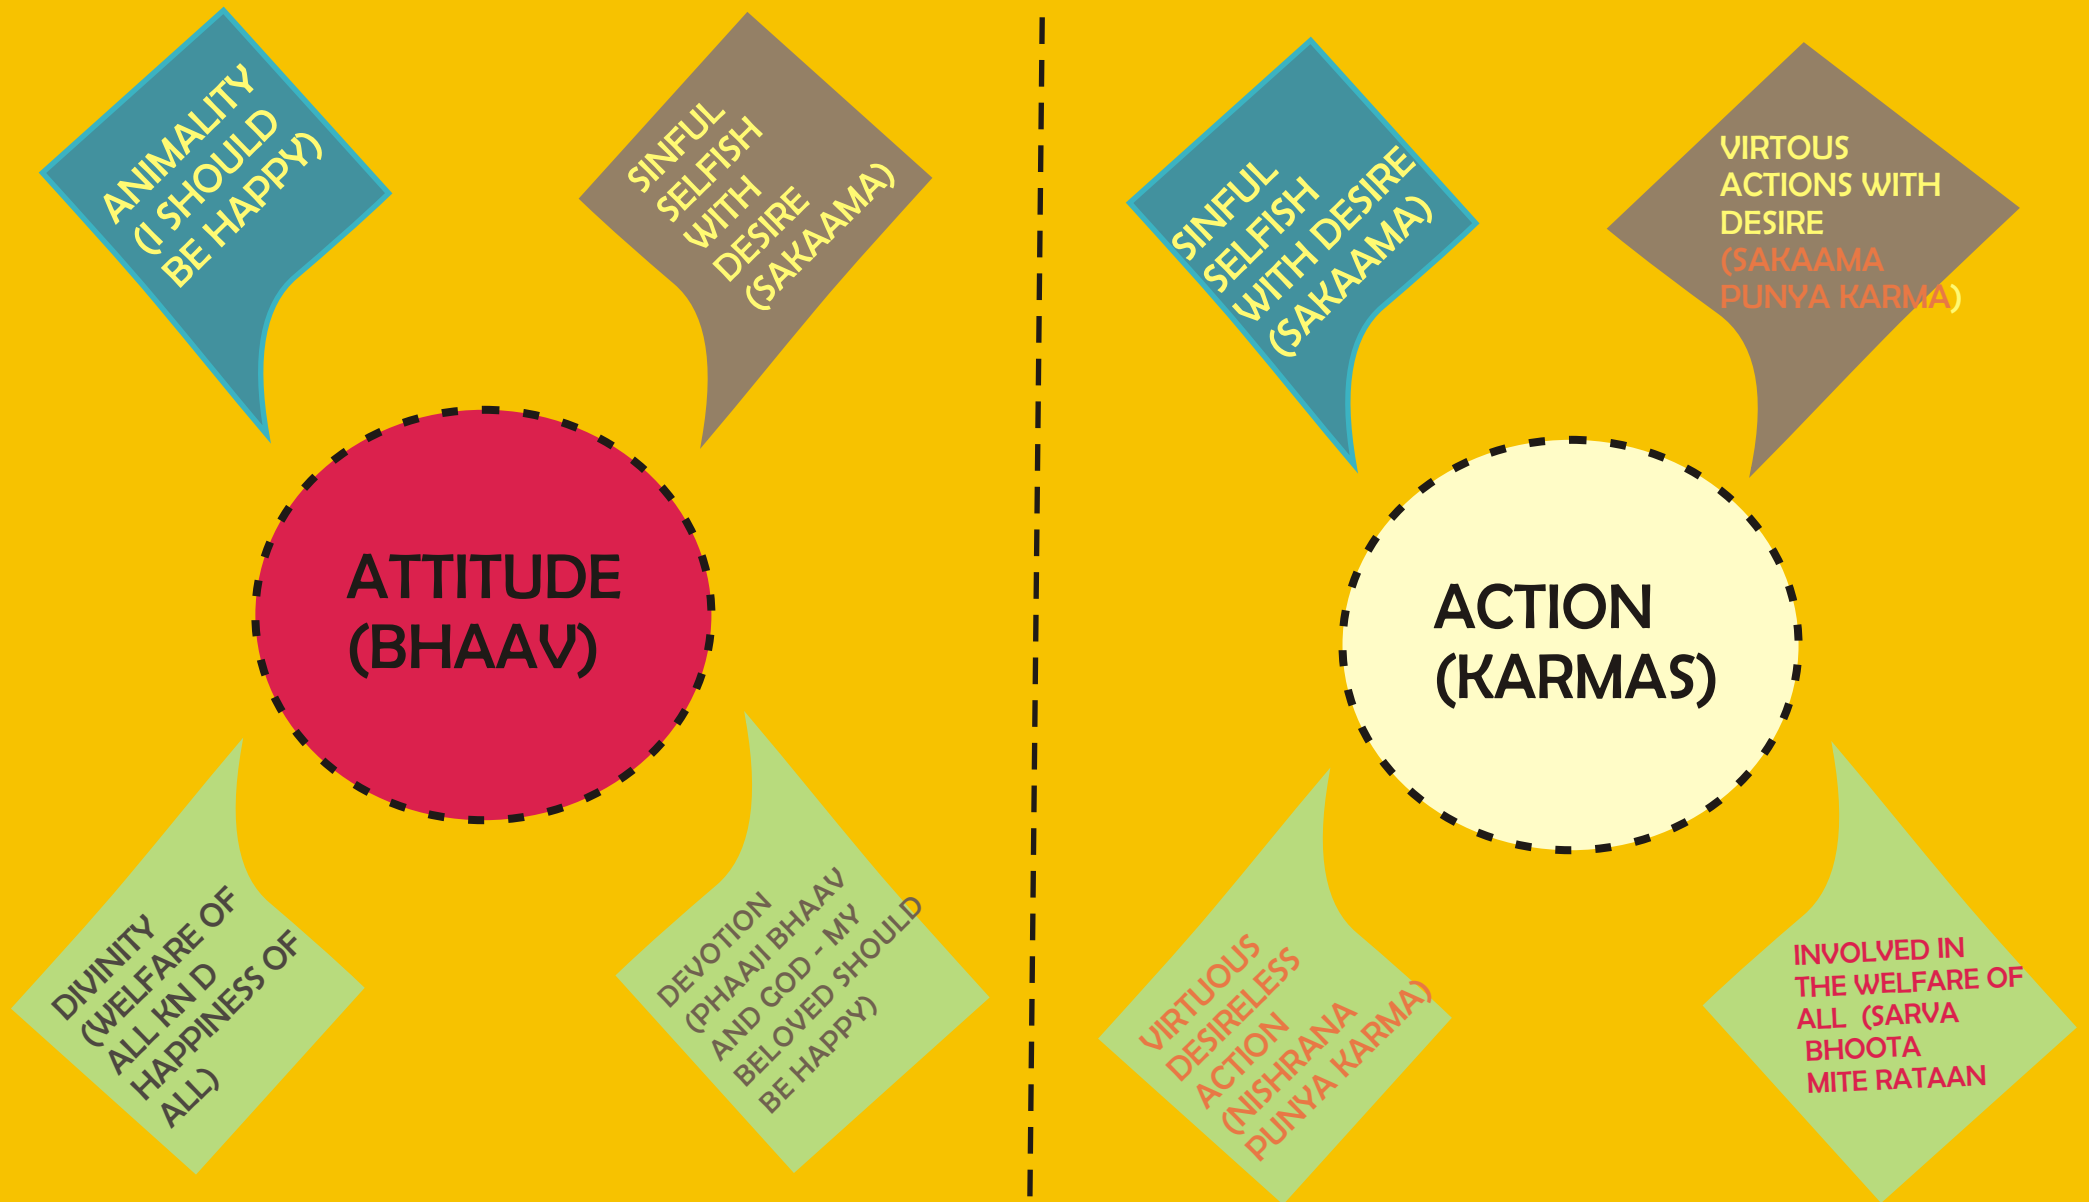 ANIMALITY
(I SHOULD
BE HAPPY)
SINFUL
SELFISH
WITH
DESIRE
(SAKAAMA)
ATTITUDE
(BHAAV)
DIVINITY
(WELFARE OF
ALL KN D
HAPPINESS OF
ALL)
DEVOTION
(PHAAJI BHAAV
AND GOD - MY
BELOVED SHOULD
BE HAPPY)
SINFUL
SELFISH
WITH DESIRE
(SAKAAMA)
VIRTOUS
ACTIONS WITH
DESIRE
(SAKAAMA
PUNYA KARMA)
ACTION
(KARMAS)
VIRTUOUS
DESIRELESS
ACTION
(NISHRANA
PUNYA KARMA)
INVOLVED IN
THE WELFARE OF
ALL (SARVA
BHOOTA
MITE RATAAN